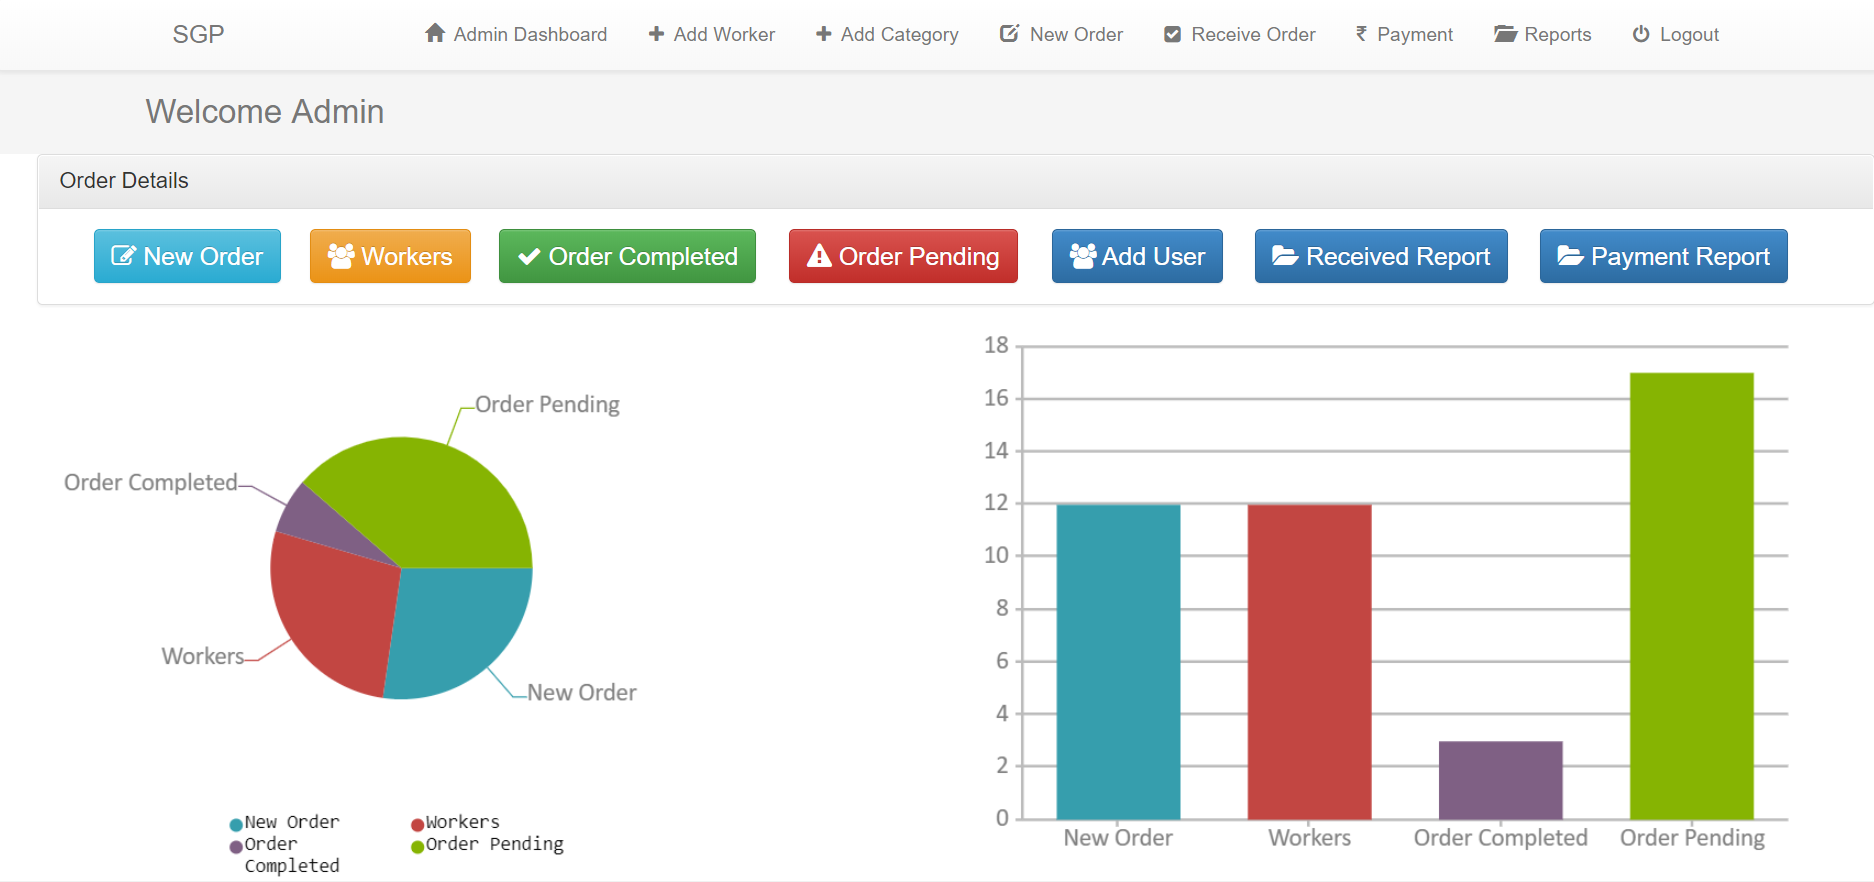 SGP Admin Dashboard Add Worker Add Category New Order Receive Order ₹ Payment Reports Logout
Welcome Admin
Order Details
New Order Workers Order Completed Order Pending Add User Received Report Payment Report
Order Pending
Order Completed
Workers
New Order
New Order Workers
Order Completed Order Pending
18
16
14
12
10
8
6
4
2
0
New Order Workers Order Completed Order Pending